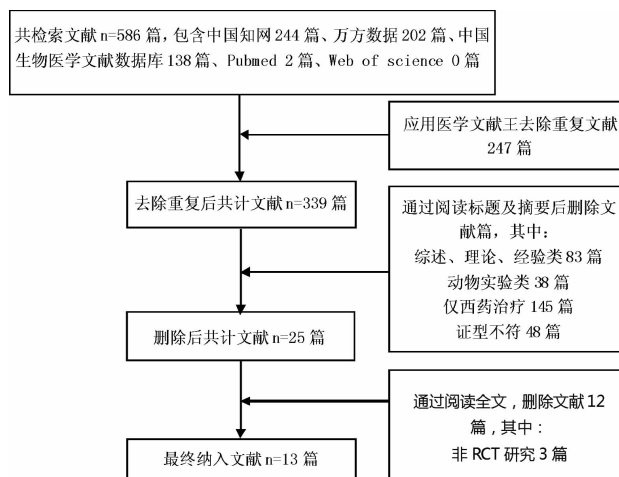 共检索文献 n=586 篇，包含中国知网 244 篇、万方数据 202 篇、中国
生物医学文献数据库 138 篇、Pubmed 2 篇、Web of science 0 篇
应用医学文献王去除重复文献
247 篇
去除重复后共计文献 n=339 篇
通过阅读标题及摘要后删除文
献篇，其中：
综述、理论、经验类 83 篇
动物实验类 38 篇
仅西药治疗 145 篇
证型不符 48 篇
删除后共计文献 n=25 篇
通过阅读全文，删除文献 12
篇，其中：
非 RCT 研究 3 篇
最终纳入文献 n=13 篇